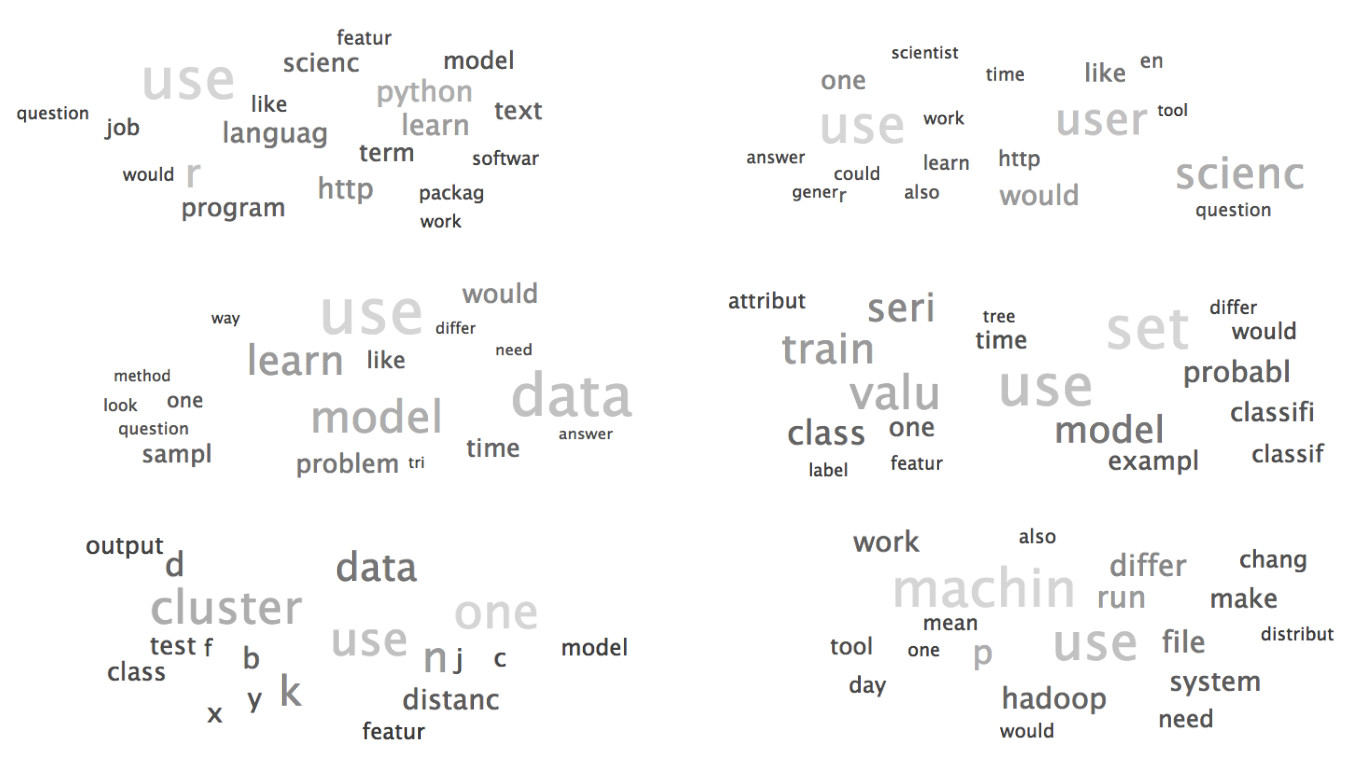 featur
scienc model
use python
like text
question job languag learn
term softwar
would r http packag
program work
scientist
one time like en
use work user tool
answer could learn http scienc
generr also would question
would
way use differ
learn like need
method data
look one model
question answer
sampl problem tri time
attribut seri tree differ
train time set would
valu use probabl
class one model classifi
label featur exampl classif
output d data
cluster one
test f use
class b n j c model
x y k distanc
featur
work also differ chang
machin run make
mean
tool one p use file distribut
day hadoop system
would need